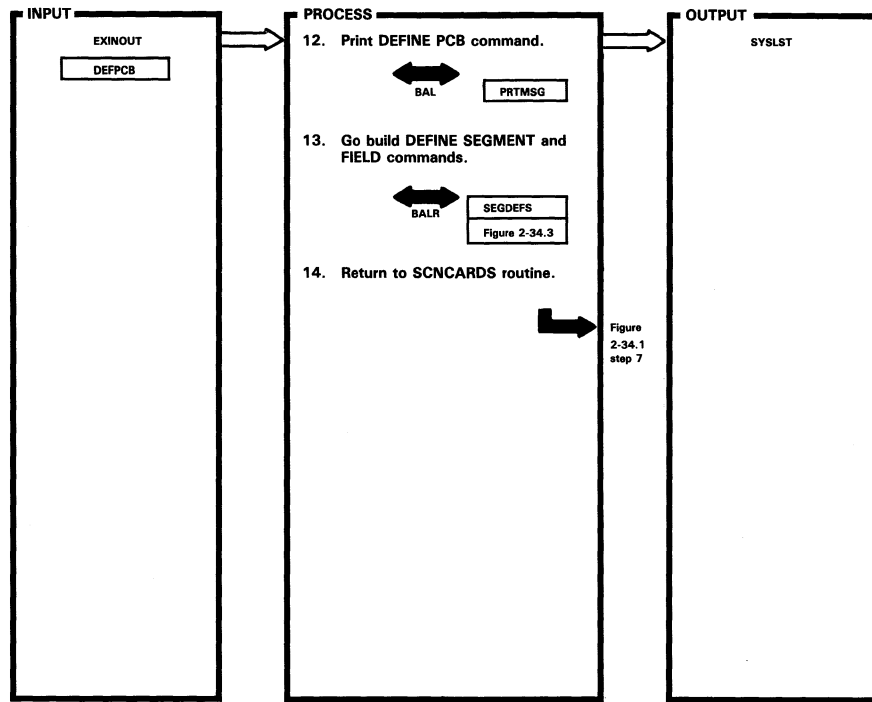 INPUT
EXINOUT
DEFPCB
PROCESS
12. Print DEFINE PCB command.
BAL
PRTMSG
13. Go build DEFINE SEGMENT and
FIELD commands.
BALR
SEGDEFS
Figure 2-34.3
14. Return to SCNCARDS routine.
Figure
2-34.1
step 7
OUTPUT
SYSLST